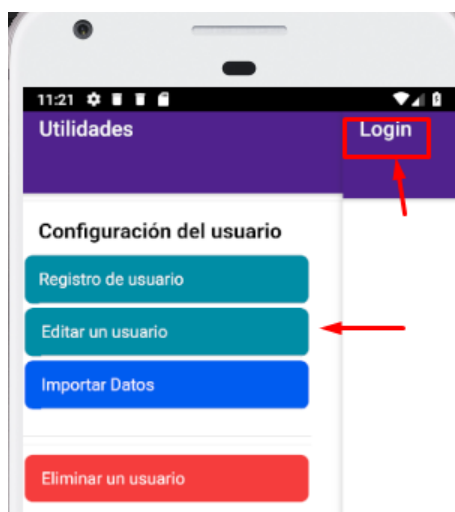 11:21
Utilidades
Login
Configuración del usuario
Registro de usuario
Editar un usuario
Importar Datos
Eliminar un usuario